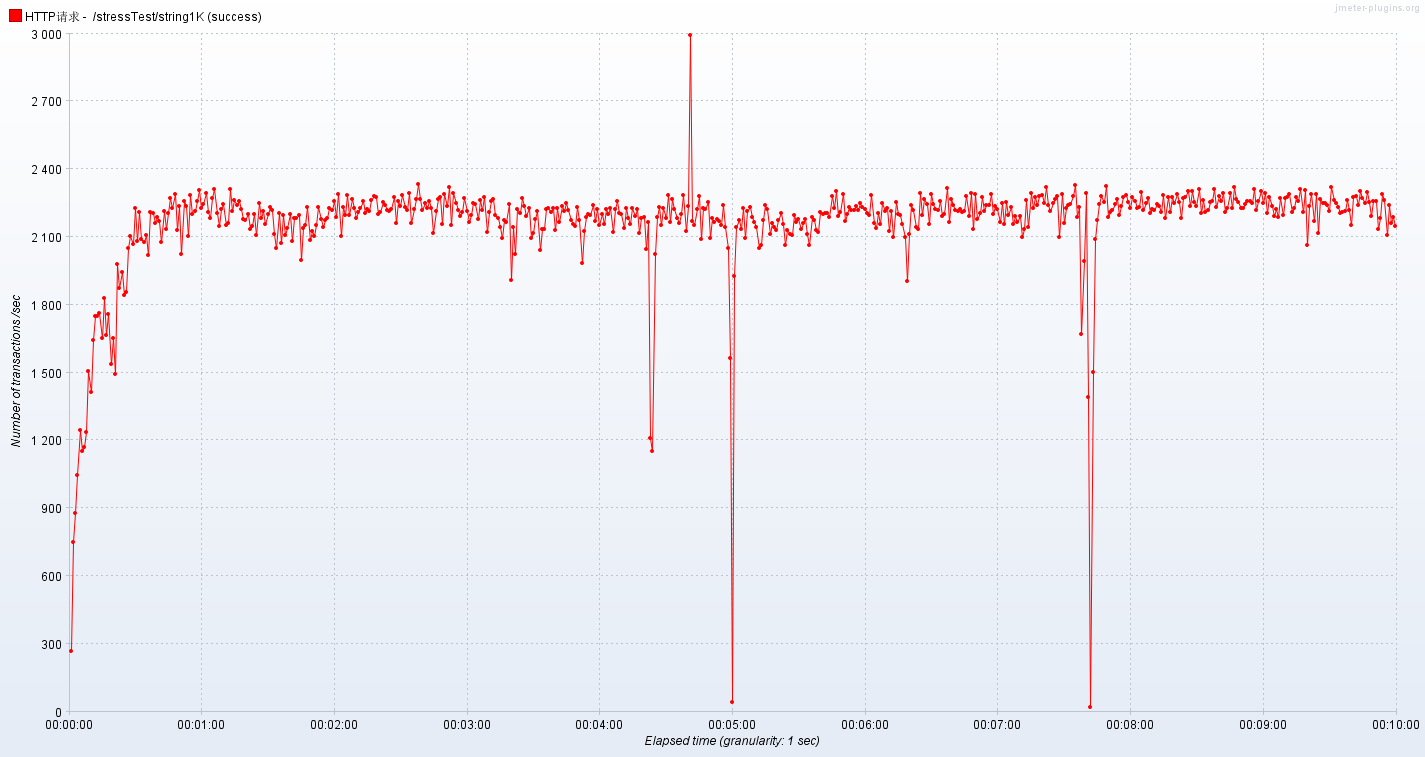 HTTP请求 - /stressTest/string1K (success)
jmeter-plugins.org
3 000
2 700
2 400
2 100
1 800
1 500
1 200
900
600
300
0
Number of transactions /sec
00:00:00 00:01:00 00:02:00 00:03:00 00:04:00 00:05:00 00:06:00 00:07:00 00:08:00 00:09:00 00:10:00
Elapsed time (granularity: 1 sec)